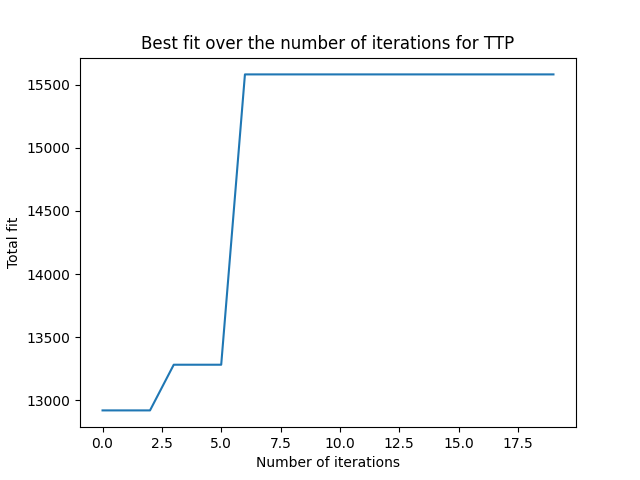 Best fit over the number of iterations for TTP
Total fit
15500
15000
14500
14000
13500
13000
0.0 2.5 5.0 7.5 10.0 12.5 15.0 17.5
Number of iterations